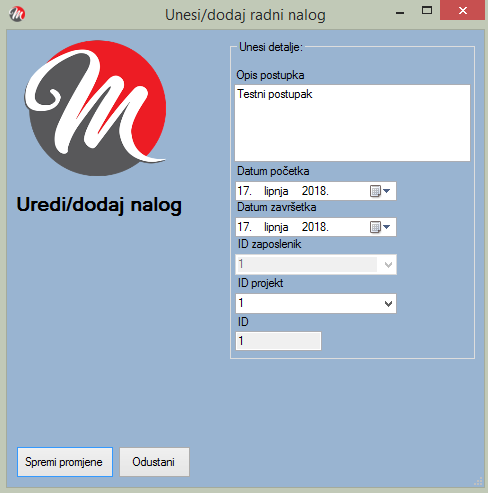 Unesi/dodaj radni nalog
M
Uredi/dodaj nalog
Unesi detalje:
Opis postupka
Testni postupak
Datum početka
17. lipnja 2018.
Datum završetka
17. lipnja 2018.
ID zaposlenik
1
ID projekt
1
ID
1
Spremi promjene
Odustani